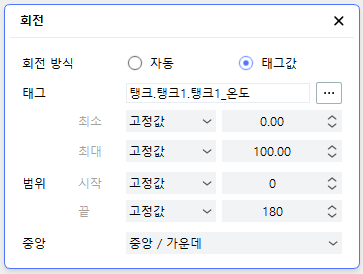 회전
회전 방식 자동 태그값
태그 탱크.탱크1.탱크1_온도 ...
최소 고정값 0.00
최대 고정값 100.00
범위 시작 고정값 0
끝 고정값 180
중앙 중앙 / 가운데